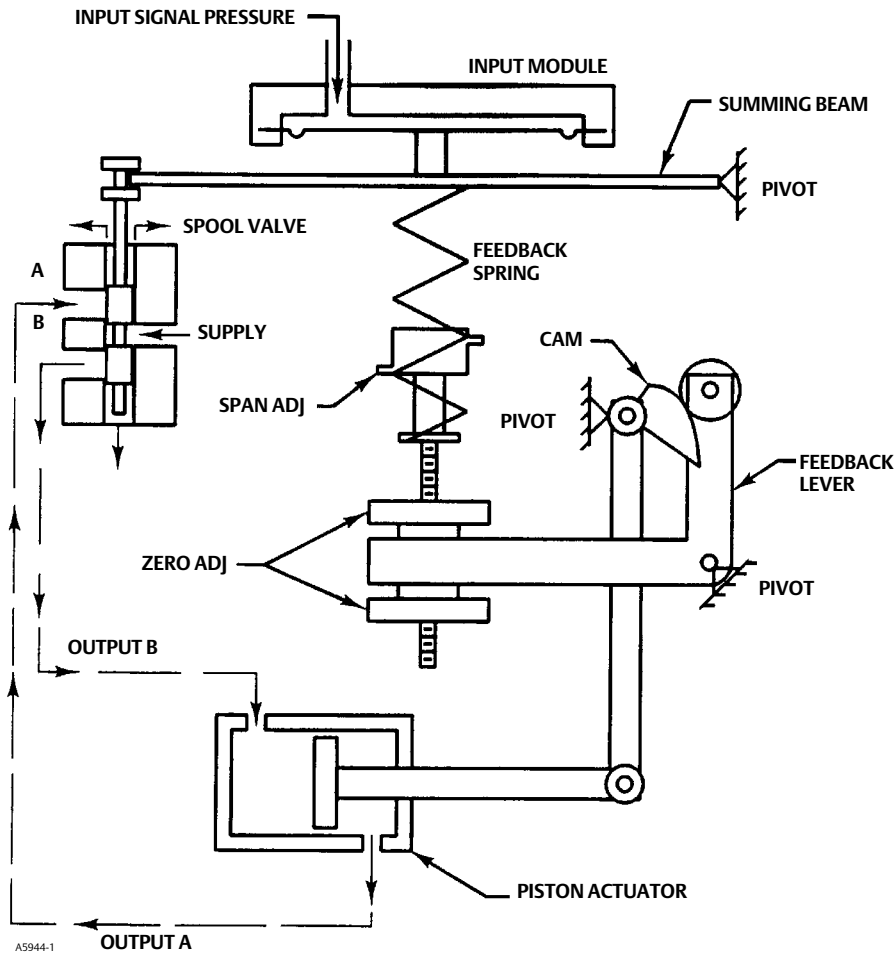 INPUT SIGNAL PRESSURE
INPUT MODULE
SUMMING BEAM
PIVOT
SPOOL VALVE
FEEDBACK
SPRING
A
B
SUPPLY
CAM
SPAN ADJ
PIVOT
FEEDBACK
LEVER
ZERO ADJ
PIVOT
OUTPUT B
PISTON ACTUATOR
OUTPUT A
A5944-1